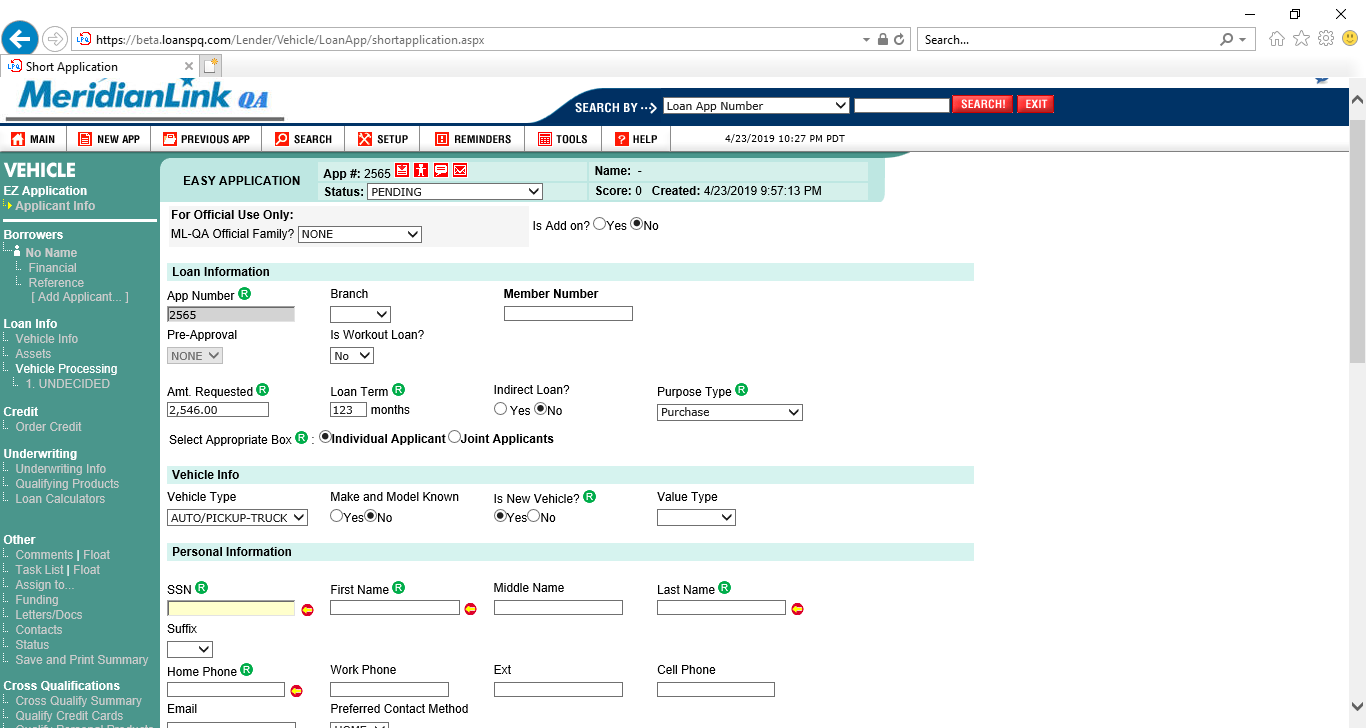 https://beta.loanspq.com/Lender/Vehicle/LoanApp/shortapplication.aspx
Search...
Short Application
MeridianLink QA
SEARCH BY
Loan App Number
SEARCH!
EXIT
MAIN
NEW APP
PREVIOUS APP
SEARCH
SETUP
REMINDERS
TOOLS
HELP
4/23/2019 10:27 PM PDT
VEHICLE
EZ Application
Applicant Info
Borrowers
No Name
Financial
Reference
[ Add Applicant... ]
Loan Info
Vehicle Info
Assets
Vehicle Processing
1. UNDECIDED
Credit
Order Credit
Underwriting
Underwriting Info
Qualifying Products
Loan Calculators
Other
Comments | Float
Task List | Float
Assign to...
Funding
Letters/Docs
Contacts
Status
Save and Print Summary
Cross Qualifications
Cross Qualify Summary
Qualify Credit Cards
Qualify Personal Products
EASY APPLICATION
App #: 2565
Name: -
Status: PENDING
Score: 0 Created: 4/23/2019 9:57:13 PM
For Official Use Only:
ML-QA Official Family? NONE
Is Add on? Yes No
Loan Information
App Number R
Branch
Member Number
2565
Pre-Approval
Is Workout Loan?
NONE
No
Amt. Requested R
Loan Term R
Indirect Loan?
Purpose Type R
2,546.00
123 months
Yes No
Purchase
Select Appropriate Box R : Individual Applicant Joint Applicants
Vehicle Info
Vehicle Type
Make and Model Known
Is New Vehicle? R
Value Type
AUTO/PICKUP-TRUCK
Yes No
Yes No
Personal Information
SSN R
First Name R
Middle Name
Last Name R
Suffix
Home Phone R
Work Phone
Ext
Cell Phone
Email
Preferred Contact Method
HOME